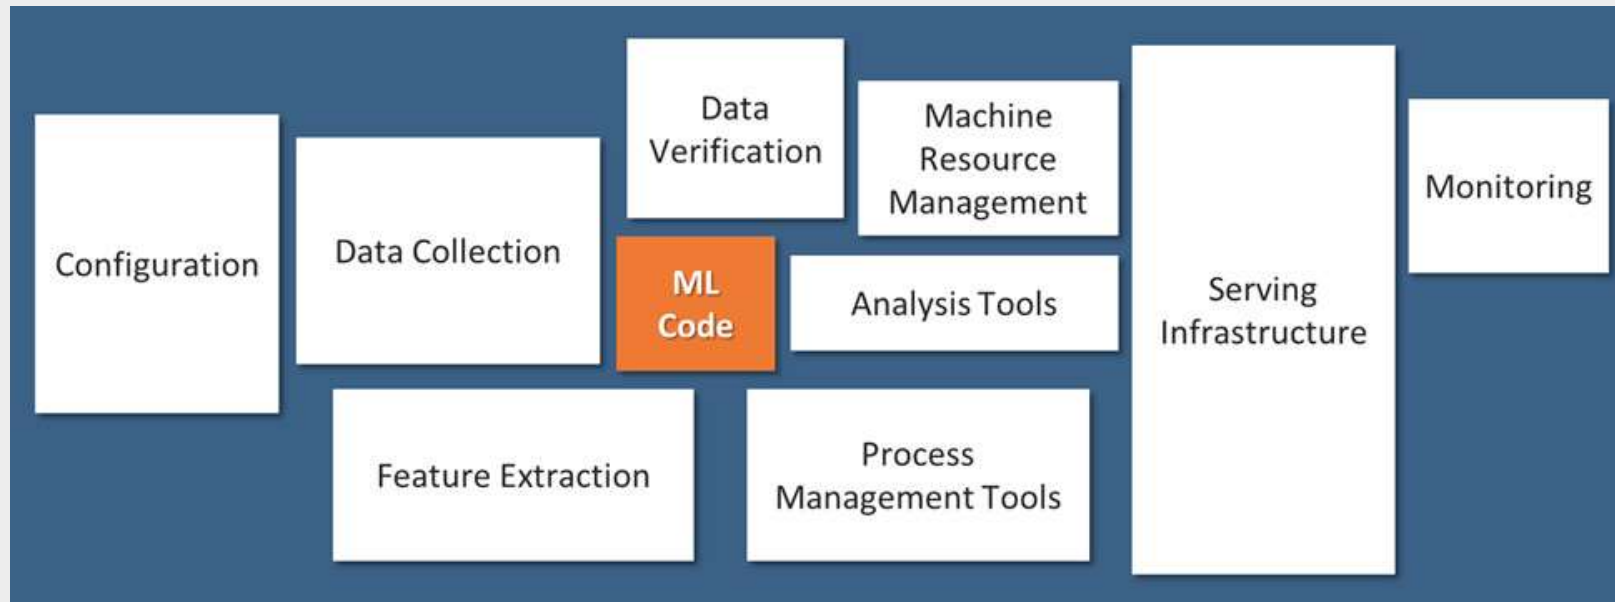 Configuration
Data Collection
Data
Verification
Machine
Resource
Management
ML
Code
Analysis Tools
Feature Extraction
Process
Management Tools
Serving
Infrastructure
Monitoring